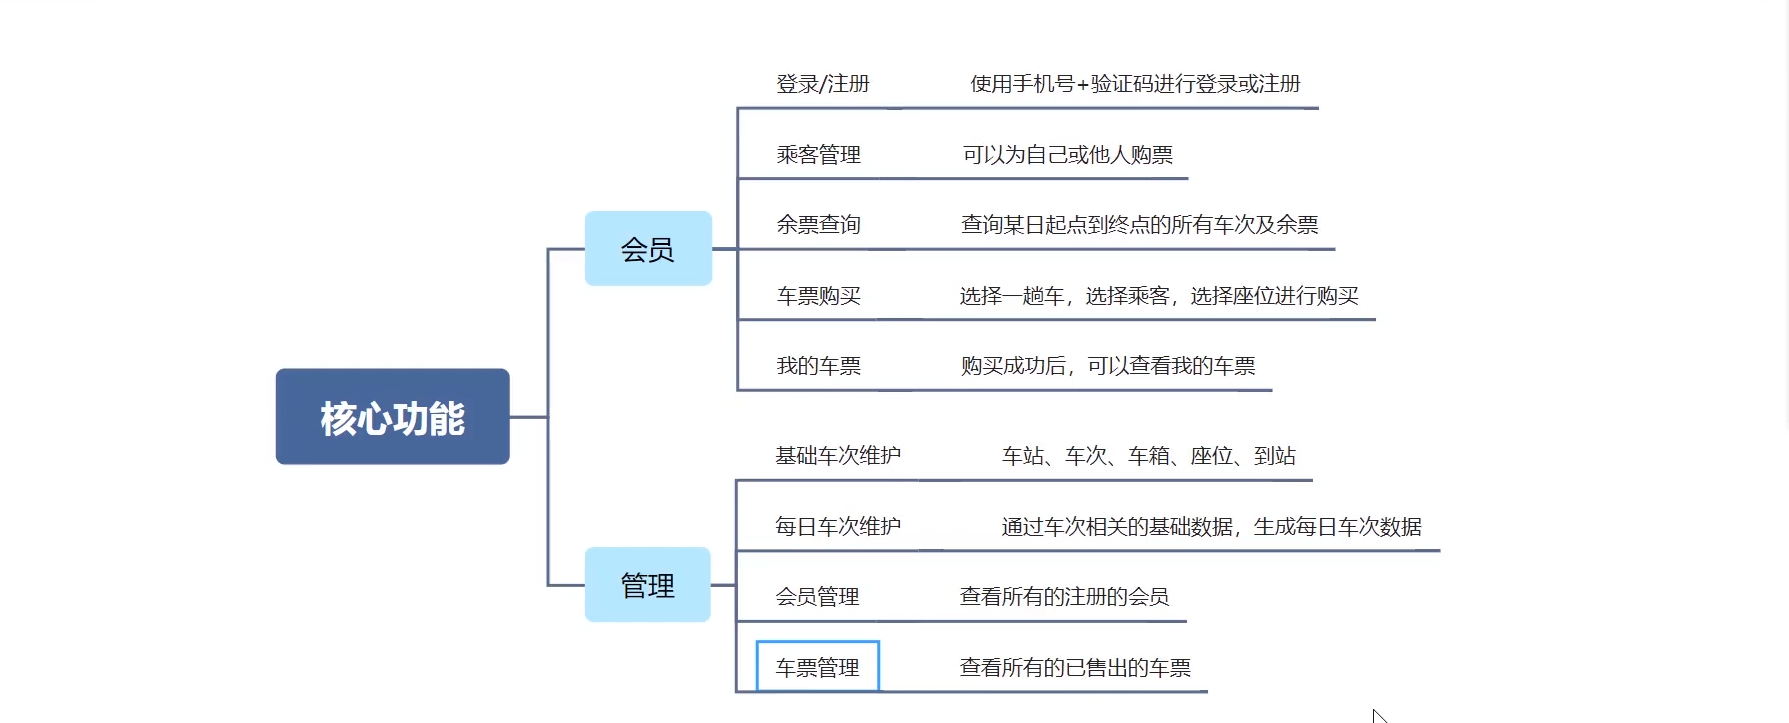 核心功能
会员
登录/注册 使用手机号+验证码进行登录或注册
乘客管理 可以为自己或他人购票
余票查询 查询某日起点到终点的所有车次及余票
车票购买 选择一趟车，选择乘客，选择座位进行购买
我的车票 购买成功后，可以查看我的车票
管理
基础车次维护 车站、车次、车箱、座位、到站
每日车次维护 通过车次相关的基础数据，生成每日车次数据
会员管理 查看所有的注册的会员
车票管理 查看所有的已售出的车票